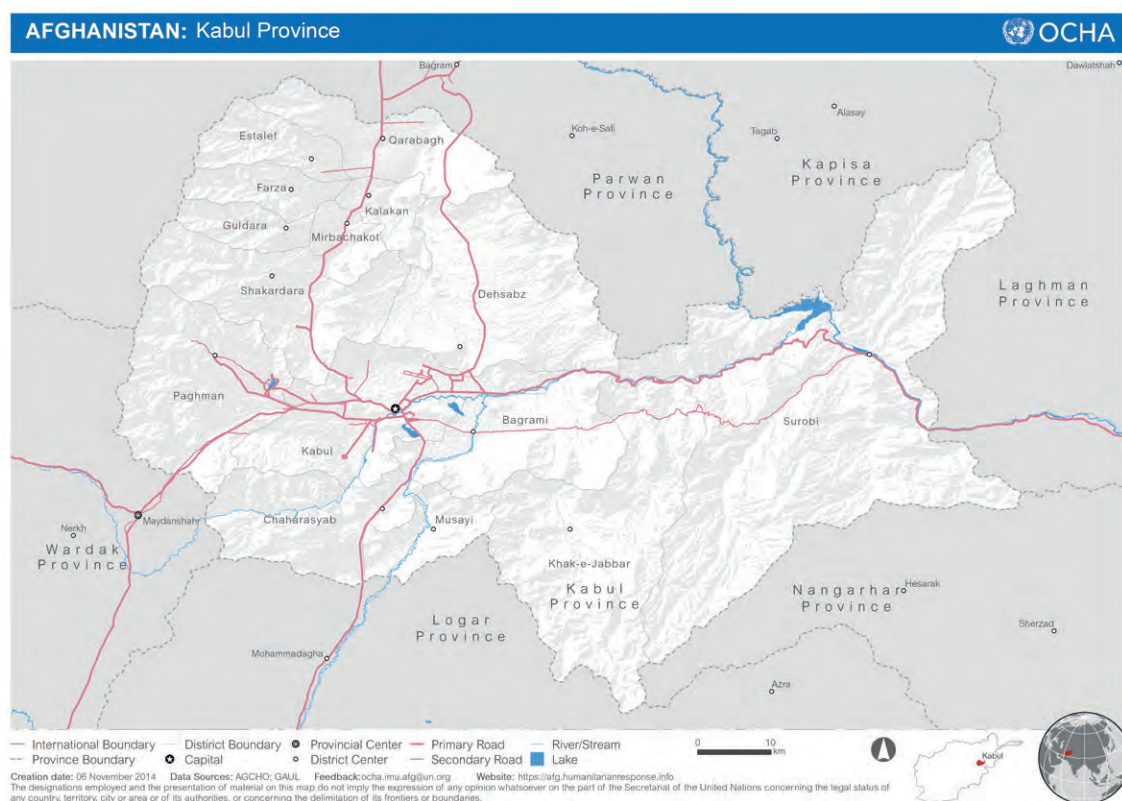 AFGHANISTAN: Kabul Province
OCHA
Bagram
Dawlatshah
Alasay
Koh-e-Safi
Tagab
Estalef
Qarabagh
Parwan
Province
Kapisa
Province
Farza
Kalakan
Guldara
Mirbachakot
Shakardara
Dehsabz
Laghman
Province
Paghman
Bagrami
Surobi
Kabul
Maydanshahr
Chaharasyab
Musayi
Nerkh
Wardak
Province
Khak-e-Jabbar
Kabul
Province
Nangarhar
Province
Hesarak
Logar
Province
Sherzad
Mohammadagha
Azra
International Boundary District Boundary Provincial Center Primary Road River/Stream
Province Boundary Capital District Center Secondary Road Lake
0 10
km
Kabul
Creation date: 06 November 2014 Data Sources: AGCHO; GAUL Feedback:ocha.imu.afg@un.org Website: https://afg.humanitarianresponse.info
The designations employed and the presentation of material on this map do not imply the expression of any opinion whatsoever on the part of the Secretariat of the United Nations concerning the legal status of
any country, territory, city or area or of its authorities, or concerning the delimitation of its frontiers or boundaries.